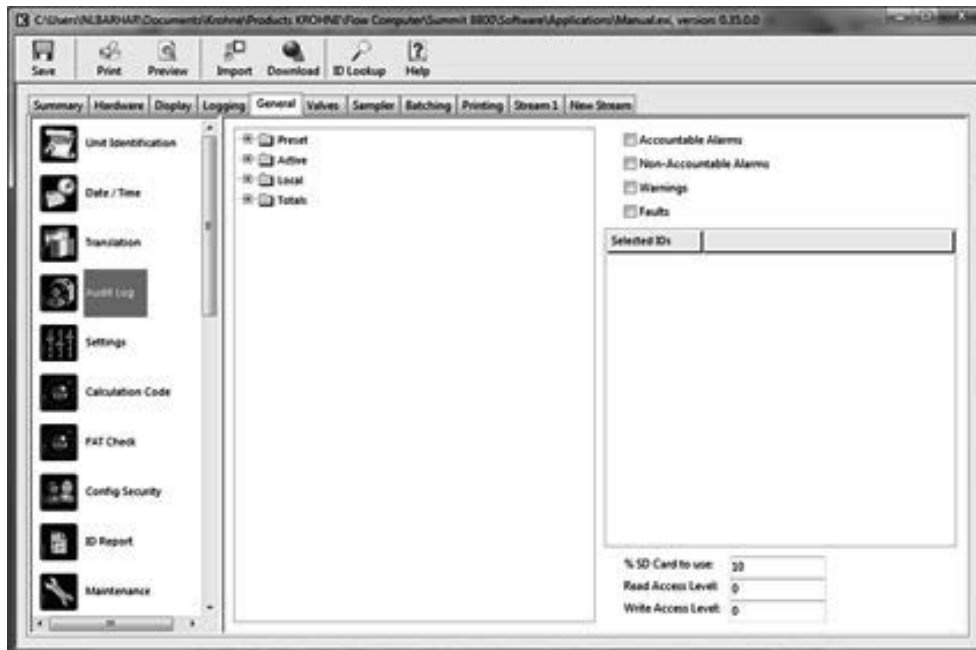 C:\Users\NLBARHAR\Documents\Krohne\Products KROHNE\Flow Computer\Summit 8800\Software\Applications\Manual.exi, version: 0.35.0.0
Save Print Preview Import Download ID Lookup Help
Summary Hardware Display Logging General Valves Sampler Batching Printing Stream 1 New Stream
Unit Identification
Date / Time
Translation
Audit Log
Settings
Calculation Code
FAT Check
Config Security
ID Report
Maintenance
Preset
Active
Local
Totals
Accountable Alarms
Non-Accountable Alarms
Warnings
Faults
Selected IDs
% SD Card to use: 10
Read Access Level: 0
Write Access Level: 0